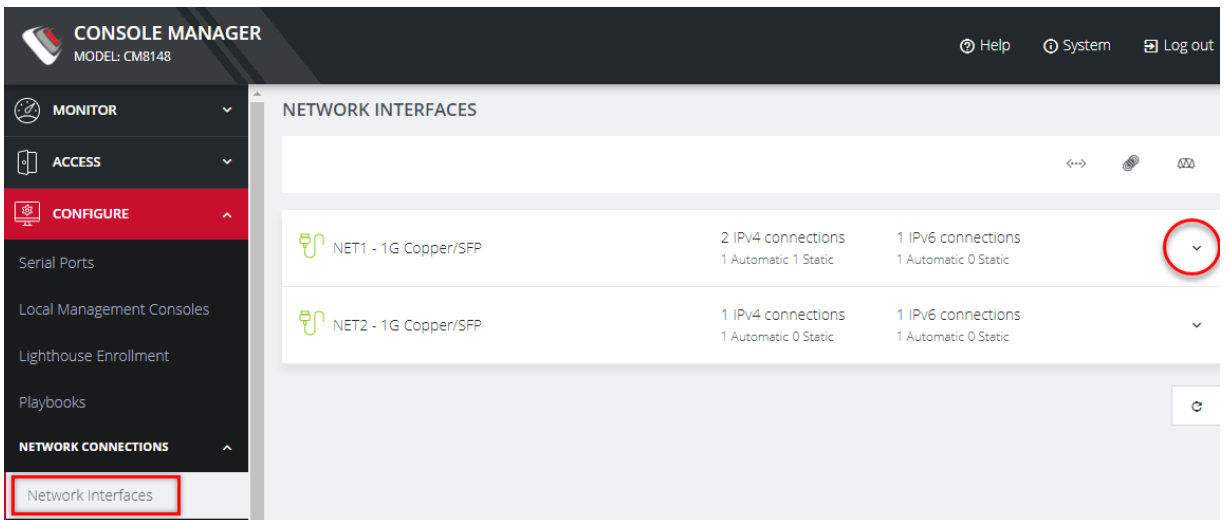 CONSOLE MANAGER
MODEL: CM8148
Help
System
Log out
MONITOR
ACCESS
CONFIGURE
Serial Ports
Local Management Consoles
Lighthouse Enrollment
Playbooks
NETWORK CONNECTIONS
Network Interfaces
NETWORK INTERFACES
NET1 - 1G Copper/SFP
2 IPv4 connections
1 Automatic 1 Static
1 IPv6 connections
1 Automatic 0 Static
NET2 - 1G Copper/SFP
1 IPv4 connections
1 Automatic 0 Static
1 IPv6 connections
1 Automatic 0 Static